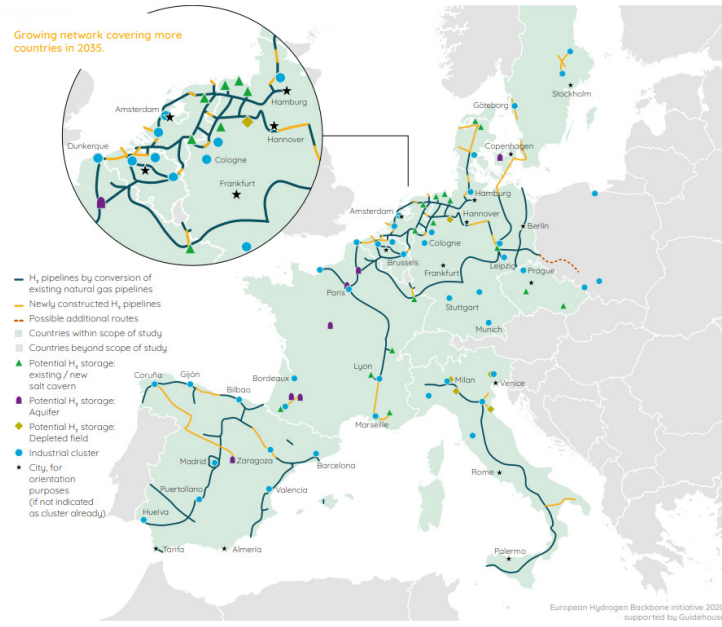 Growing network covering more
countries in 2035.
Amsterdam
Hamburg
Hannover
Dunkerque
Cologne
Frankfurt
Stockholm
Göteborg
Copenhagen
Hamburg
Amsterdam
Hannover
Berlin
Cologne
Brussels
Leipzig
Frankfurt
Prague
Paris
Stuttgart
Munich
Lyon
Milan
Venice
Bordeaux
Marseille
Coruña
Gijón
Bilbao
Madrid
Zaragoza
Barcelona
Puertollano
Valencia
Huelva
Tarifa
Almería
Rome
Palermo
H₂ pipelines by conversion of
existing natural gas pipelines
Newly constructed H₂ pipelines
Possible additional routes
Countries within scope of study
Countries beyond scope of study
Potential H₂ storage:
existing / new
salt cavern
Potential H₂ storage:
Aquifer
Potential H₂ storage:
Depleted field
Industrial cluster
City, for
orientation
purposes
(if not indicated
as cluster already)
European Hydrogen Backbone initiative 2020
supported by Guidehouse